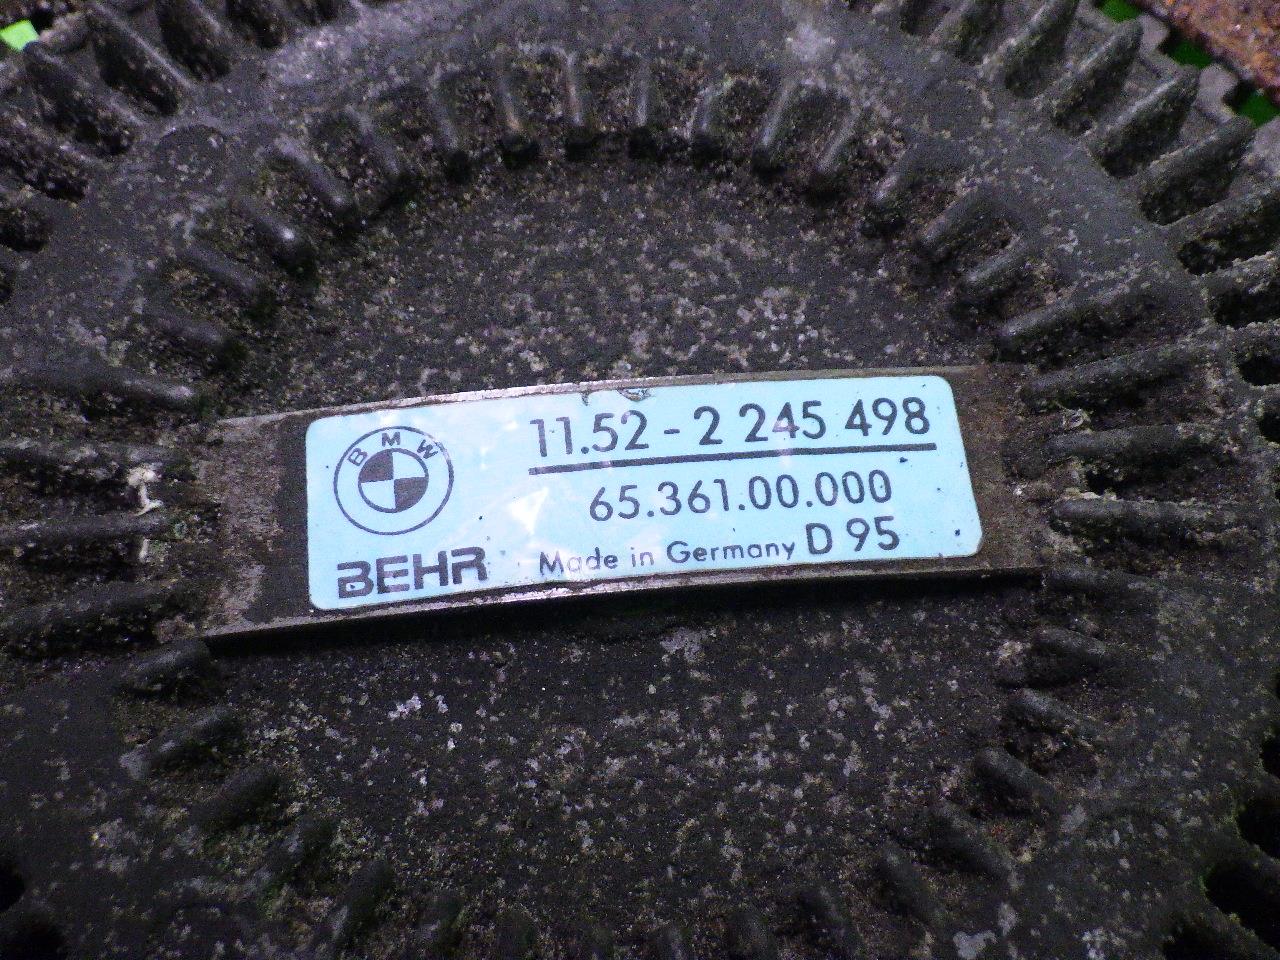 BMW
11.52 - 2 245 498
65.361.00.000
BEHR Made in Germany D 95